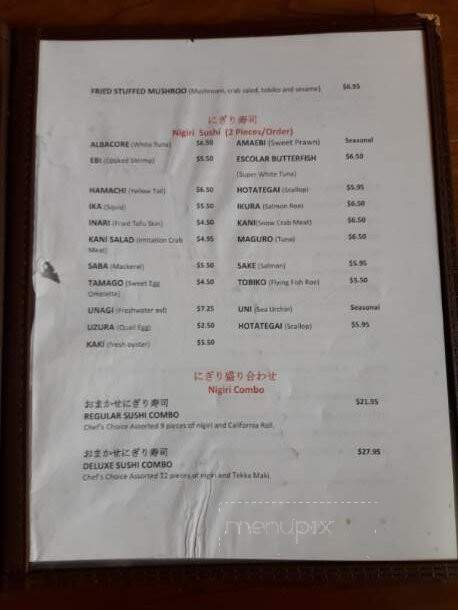 FRIED STUFFED MUSHROO (Mushroom, crab salad, tobiko and sesame) $6.95
にぎり寿司
Nigiri Sushi (2 Pieces/Order)
ALBACORE (White Tuna) $6.50 AMAEBI (Sweet Prawn) Seasonal
EBI (Cooked Shrimp) $5.50 ESCOLAR BUTTERFISH $6.50
(Super White Tuna)
HAMACHI (Yellow Tail) $6.50 HOTATEGAI (Scallop) $5.95
IKA (Squid) $5.50 IKURA (Salmon Roe) $6.50
INARI (Fried Tofu Skin) $4.50 KANI(Snow Crab Meat) $6.50
KANI SALAD (Imitation Crab $4.95 MAGURO (Tuna) $6.50
Meat)
SABA (Mackerel) $5.50 SAKE (Salmon) $5.95
TAMAGO (Sweet Egg $4.50 TOBIKO (Flying Fish Roe) $5.50
Omelette)
UNAGI (Freshwater eel) $7.25 UNI (Sea Urchin) Seasonal
UZURA (Quail Egg) $2.50 HOTATEGAI (Scallop) $5.95
KAKI (fresh oyster) $5.50
にぎり盛り合わせ
Nigiri Combo
おまかせにぎり寿司 $21.95
REGULAR SUSHI COMBO
Chef's Choice Assorted 9 pieces of nigiri and California Roll.
おまかせにぎり寿司 $27.95
DELUXE SUSHI COMBO
Chef's Choice Assorted 12 pieces of nigiri and Tekka Maki.
menupix